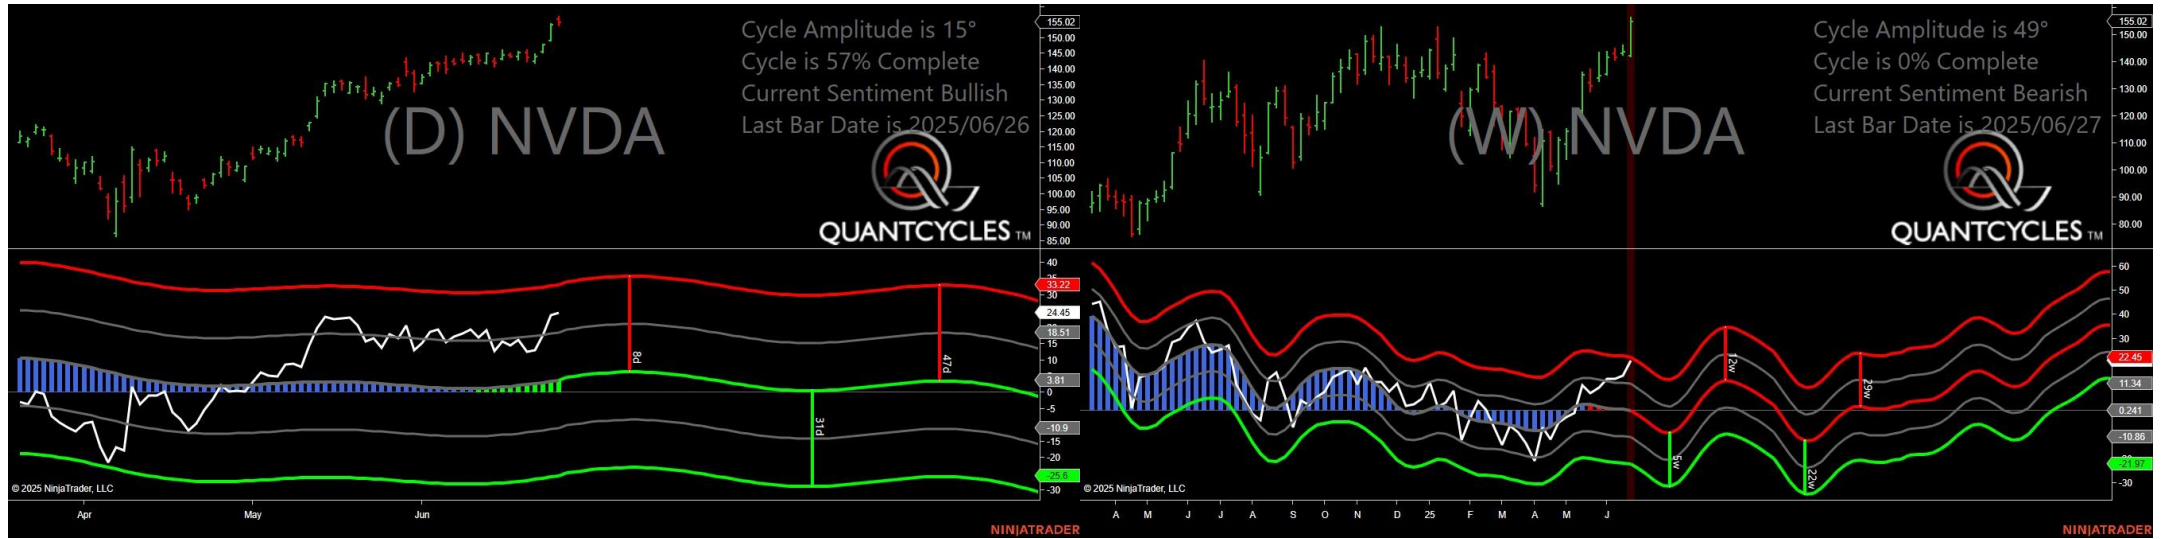 Cycle Amplitude is 15°
Cycle is 57% Complete
Current Sentiment Bullish
Last Bar Date is 2025/06/26
(D) NVDA
QUANTCYCLES TM
155.02
150.00
145.00
140.00
135.00
130.00
125.00
120.00
115.00
110.00
105.00
100.00
95.00
90.00
85.00
40
33.22
30
24.45
18.51
15
10
3.81
0
-5
-10.9
-15
-20
-25.6
-30
8d
31d
47d
© 2025 NinjaTrader, LLC
Apr May Jun
NINJATRADER
Cycle Amplitude is 49°
Cycle is 0% Complete
Current Sentiment Bearish
Last Bar Date is 2025/06/27
(W) NVDA
QUANTCYCLES TM
155.02
150.00
140.00
130.00
120.00
110.00
100.00
90.00
80.00
60
50
40
30
22.45
11.34
0.241
-10.86
-21.97
-30
5w
12w
22w
29w
© 2025 NinjaTrader, LLC
A M J J A S O N D 25 F M A M J
NINJATRADER